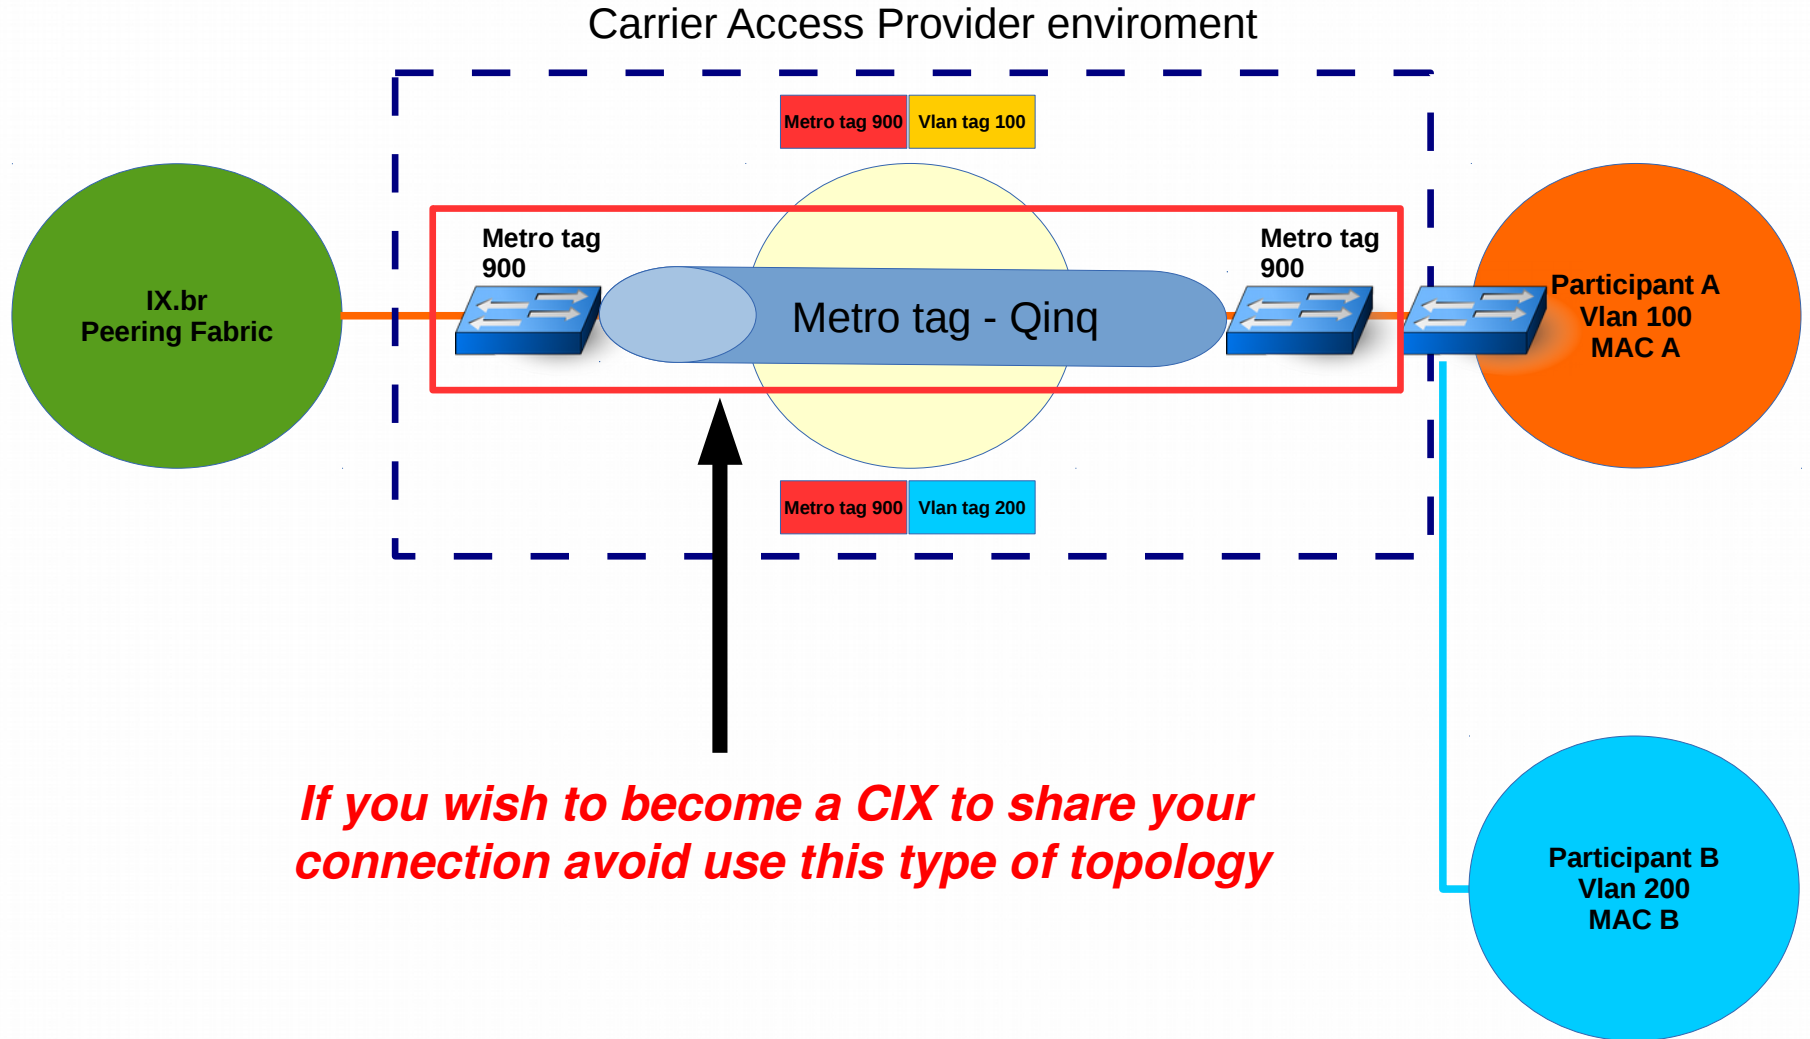 Carrier Access Provider enviroment
Metro tag 900 Vlan tag 100
Metro tag
900
Metro tag
900
IX.br
Peering Fabric
Metro tag - Qinq
Participant A
Vlan 100
MAC A
Metro tag 900 Vlan tag 200
If you wish to become a CIX to share your
connection avoid use this type of topology
Participant B
Vlan 200
MAC B